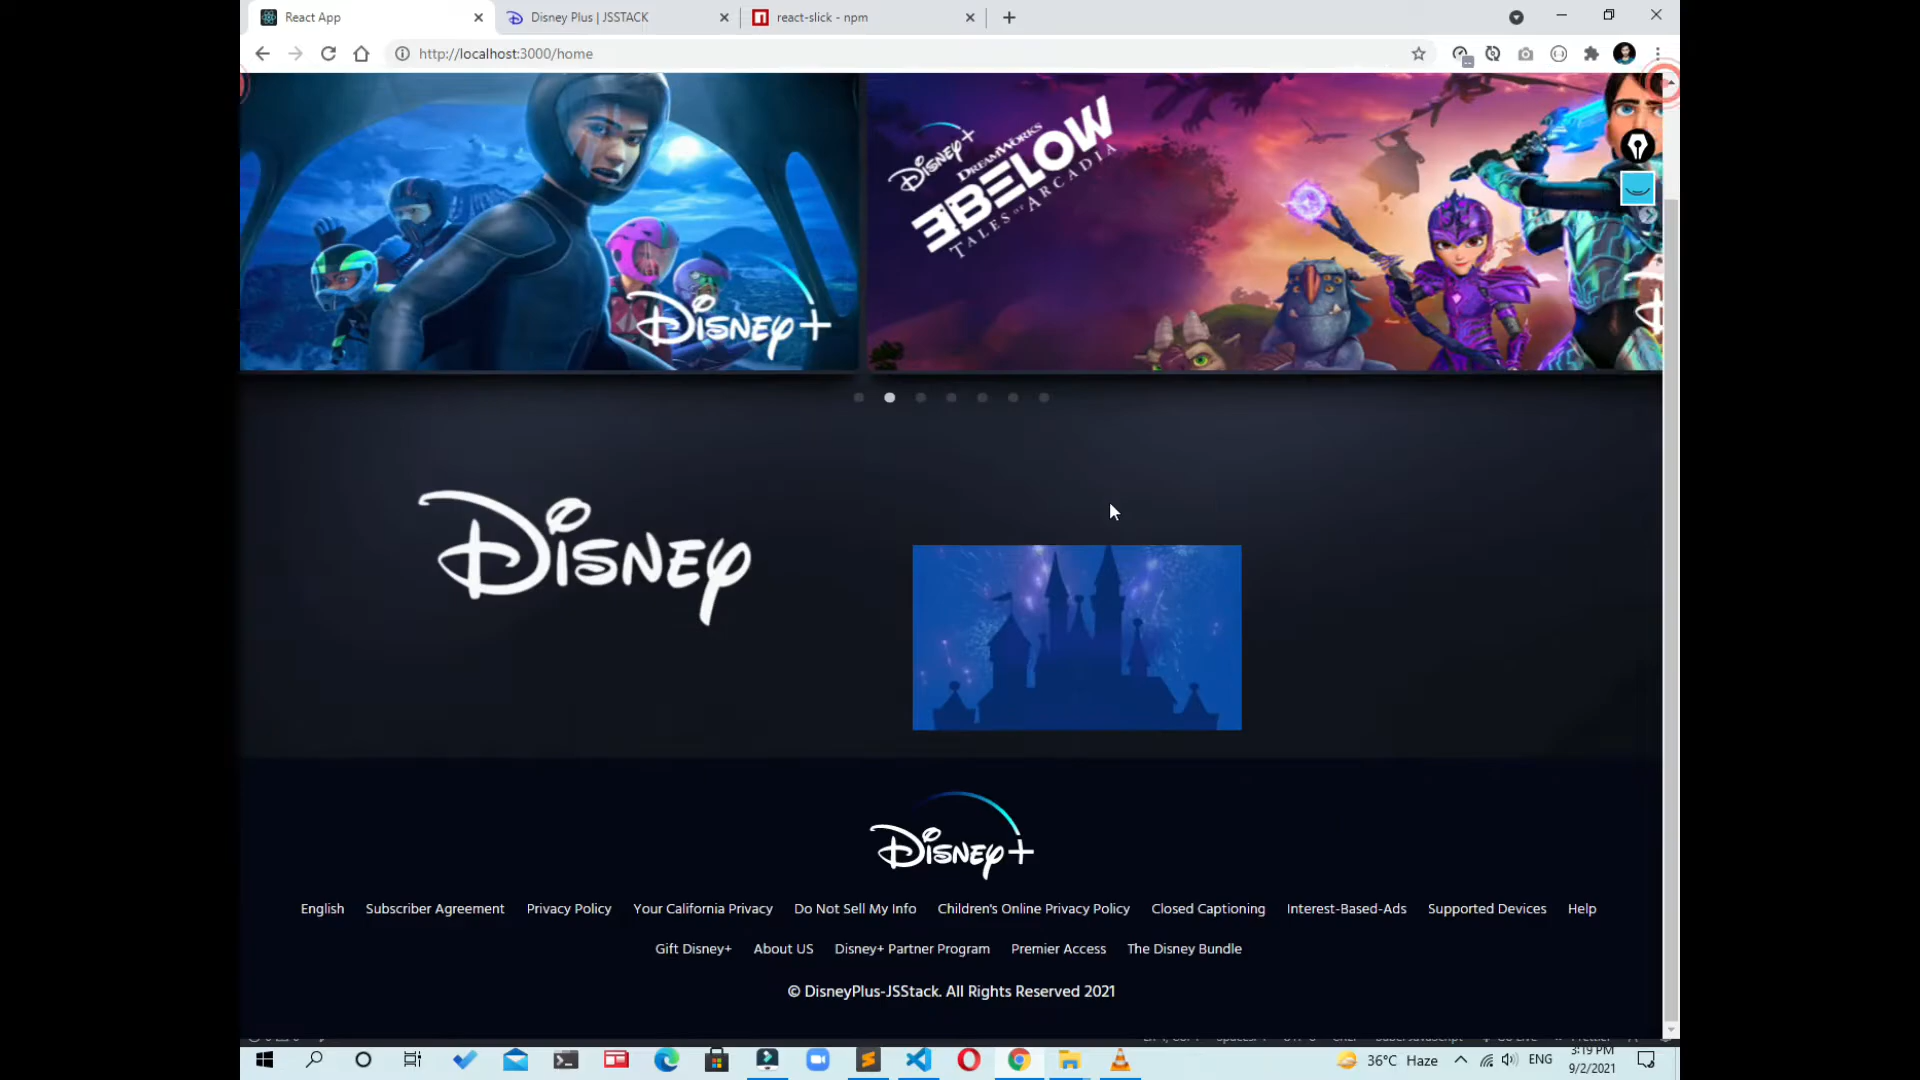 React App
Disney Plus | JSSTACK
react-slick - npm
http://localhost:3000/home
Disney+
DREAMWORKS
3BELOW
TALES OF ARCADIA
Disney+
Disney
Disney+
English Subscriber Agreement Privacy Policy Your California Privacy Do Not Sell My Info Children's Online Privacy Policy Closed Captioning Interest-Based-Ads Supported Devices Help
Gift Disney+ About US Disney+ Partner Program Premier Access The Disney Bundle
© DisneyPlus-JSStack. All Rights Reserved 2021
36°C Haze ENG
3:19 PM
9/2/2021